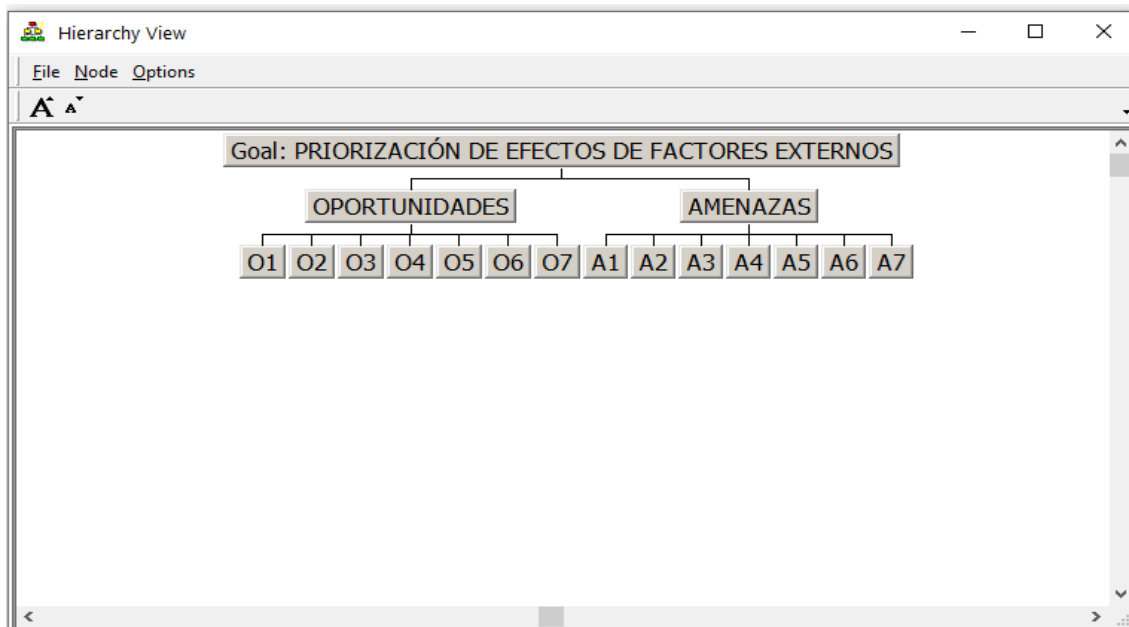 Hierarchy View
File Node Options
A A
Goal: PRIORIZACIÓN DE EFECTOS DE FACTORES EXTERNOS
OPORTUNIDADES AMENAZAS
O1 O2 O3 O4 O5 O6 O7 A1 A2 A3 A4 A5 A6 A7